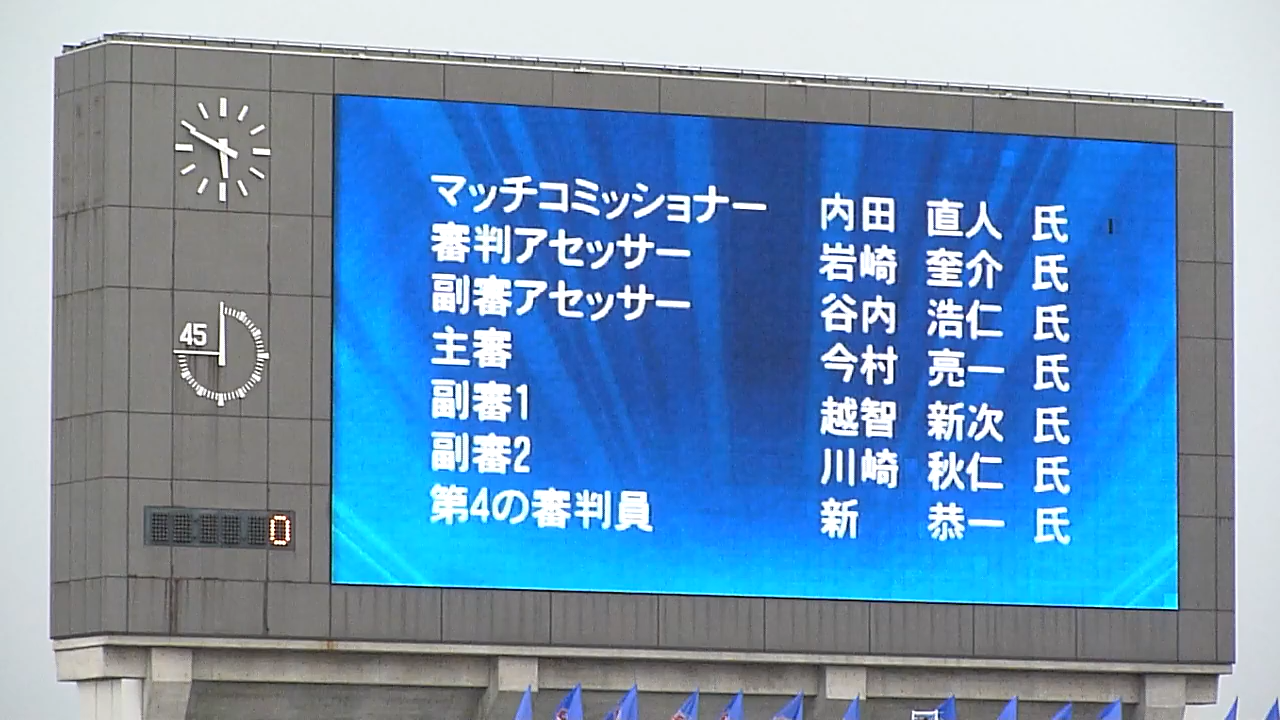 マッチコミッショナー 内田 直人 氏
審判アセッサー 岩崎 奎介 氏
副審アセッサー 谷内 浩仁 氏
主審 今村 亮一 氏
副審1 越智 新次 氏
副審2 川崎 秋仁 氏
第4の審判員 新 恭一 氏
45
0